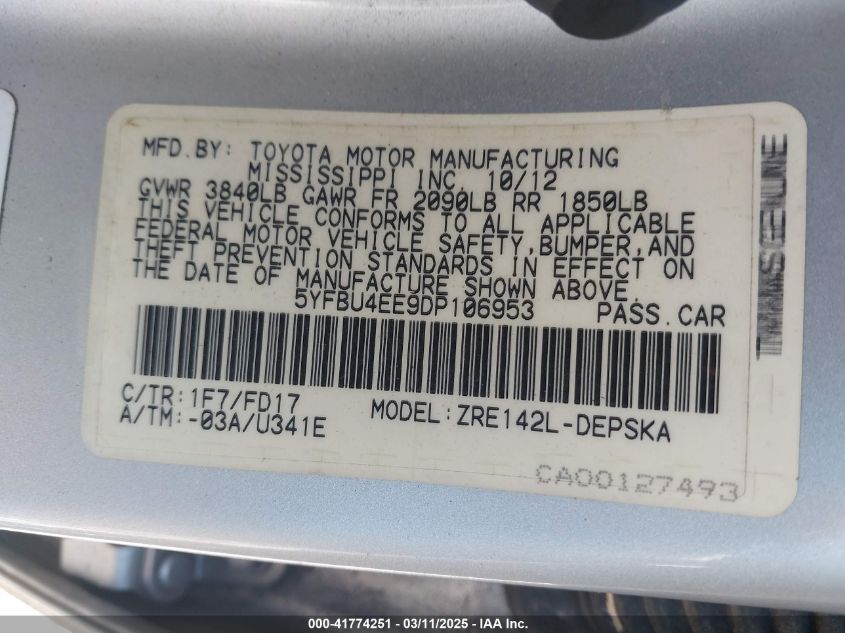 MFD.BY: TOYOTA MOTOR MANUFACTURING
MISSISSIPPI INC. 10/12
GVWR 3840LB GAWR FR 2090LB RR 1850LB
THIS VEHICLE CONFORMS TO ALL APPLICABLE
FEDERAL MOTOR VEHICLE SAFETY,BUMPER,AND
THEFT PREVENTION STANDARDS IN EFFECT ON
THE DATE OF MANUFACTURE SHOWN ABOVE.
5YFBU4EE9DP106953 PASS.CAR
C/TR:1F7/FD17
A/TM:-03A/U341E MODEL:ZRE142L-DEPSKA
CA00127493
000-41774251 - 03/11/2025 - IAA Inc.